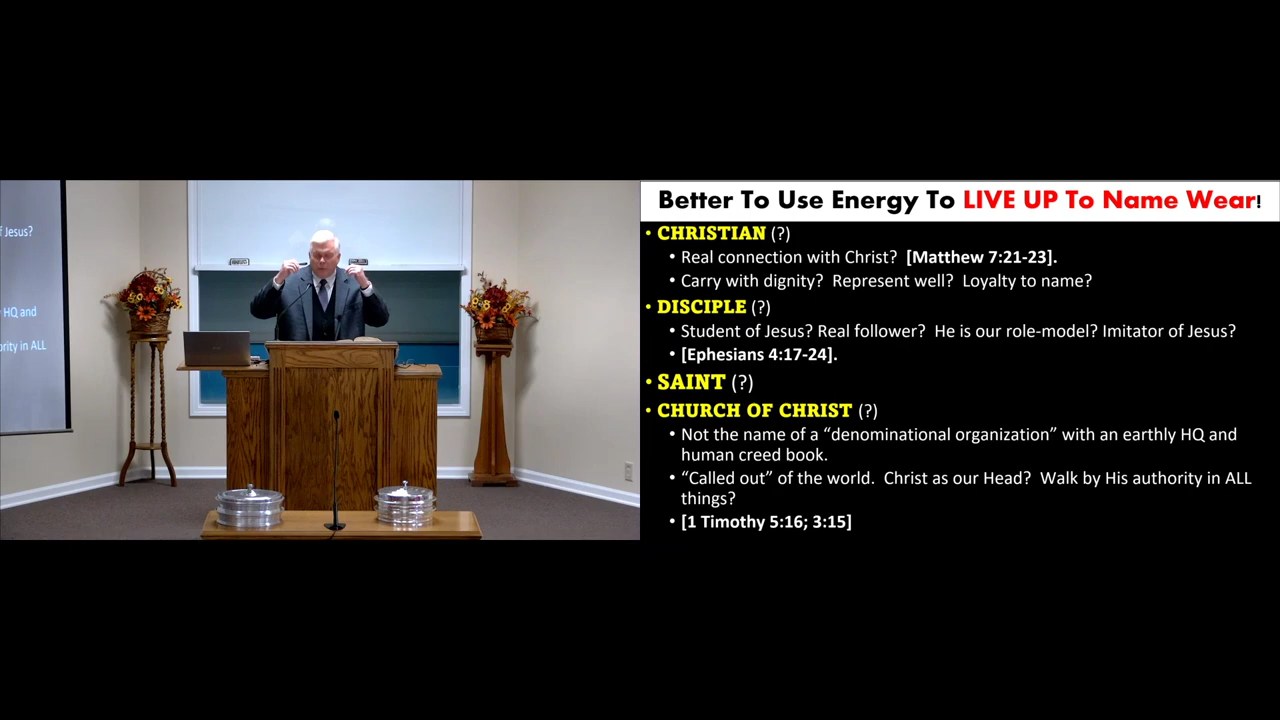 f Jesus?
HQ and
ority in ALL
Better To Use Energy To LIVE UP To Name Wear!
• CHRISTIAN (?)
• Real connection with Christ? [Matthew 7:21-23].
• Carry with dignity? Represent well? Loyalty to name?
• DISCIPLE (?)
• Student of Jesus? Real follower? He is our role-model? Imitator of Jesus?
• [Ephesians 4:17-24].
• SAINT (?)
• CHURCH OF CHRIST (?)
• Not the name of a “denominational organization” with an earthly HQ and
human creed book.
• “Called out” of the world. Christ as our Head? Walk by His authority in ALL
things?
• [1 Timothy 5:16; 3:15]